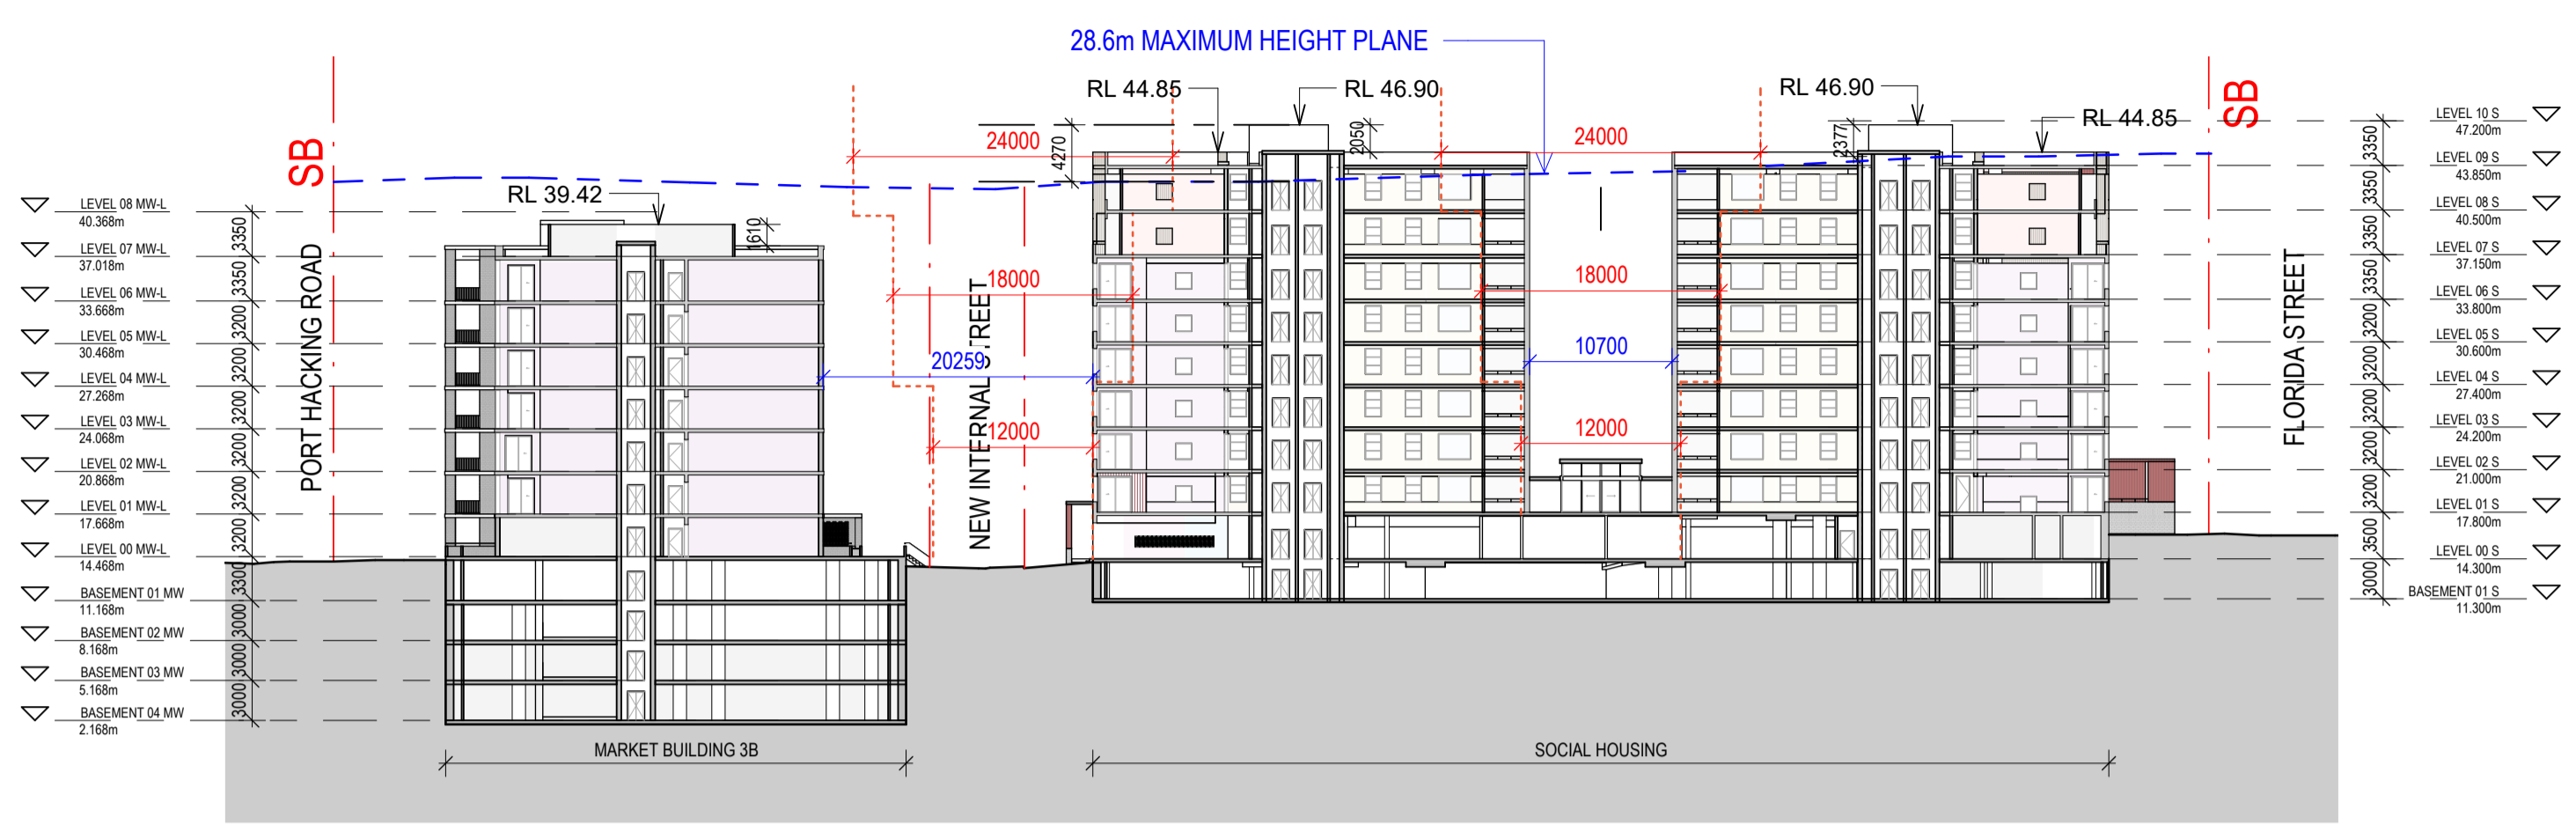 28.6m MAXIMUM HEIGHT PLANE
RL 44.85
RL 46.90
RL 46.90
RL 44.85
SB
SB
24000
4270
2050
24000
2377
RL 39.42
1610
18000
18000
20259
10700
12000
12000
PORT HACKING ROAD
NEW INTERNAL STREET
FLORIDA STREET
LEVEL 08 MW-L
40.368m
3350
LEVEL 07 MW-L
37.018m
3350
LEVEL 06 MW-L
33.668m
3200
LEVEL 05 MW-L
30.468m
3200
LEVEL 04 MW-L
27.268m
3200
LEVEL 03 MW-L
24.068m
3200
LEVEL 02 MW-L
20.868m
3200
LEVEL 01 MW-L
17.668m
3200
LEVEL 00 MW-L
14.468m
3300
BASEMENT 01 MW
11.168m
3000
BASEMENT 02 MW
8.168m
3000
BASEMENT 03 MW
5.168m
3000
BASEMENT 04 MW
2.168m
LEVEL 10 S
47.200m
3350
LEVEL 09 S
43.850m
3350
LEVEL 08 S
40.500m
3350
LEVEL 07 S
37.150m
3350
LEVEL 06 S
33.800m
3200
LEVEL 05 S
30.600m
3200
LEVEL 04 S
27.400m
3200
LEVEL 03 S
24.200m
3200
LEVEL 02 S
21.000m
3200
LEVEL 01 S
17.800m
3500
LEVEL 00 S
14.300m
3000
BASEMENT 01 S
11.300m
MARKET BUILDING 3B
SOCIAL HOUSING